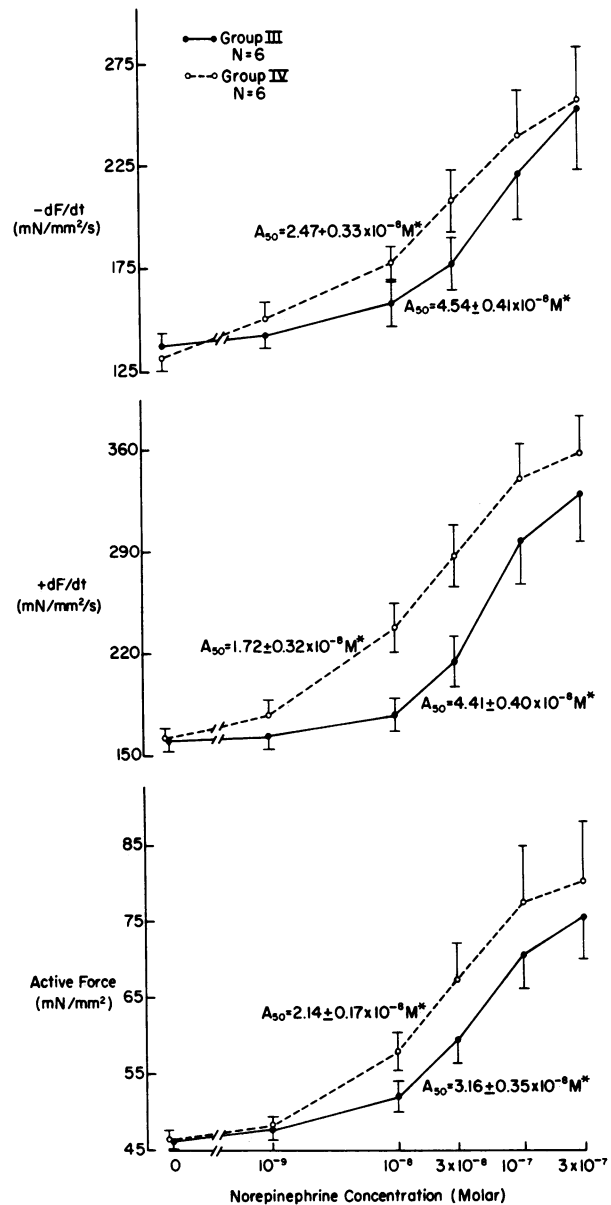 Group III
N=6
Group IV
N=6
275
225
175
125
-dF/dt
(mN/mm²/s)
A₅₀=2.47+0.33x10⁻⁸M*
A₅₀=4.54±0.41x10⁻⁸M*
360
290
220
150
+dF/dt
(mN/mm²/s)
A₅₀=1.72±0.32x10⁻⁸M*
A₅₀=4.41±0.40x10⁻⁸M*
85
75
65
55
45
Active Force
(mN/mm²)
A₅₀=2.14±0.17x10⁻⁸M*
A₅₀=3.16±0.35x10⁻⁸M*
0 10⁻⁹ 10⁻⁸ 3x10⁻⁸ 10⁻⁷ 3x10⁻⁷
Norepinephrine Concentration (Molar)